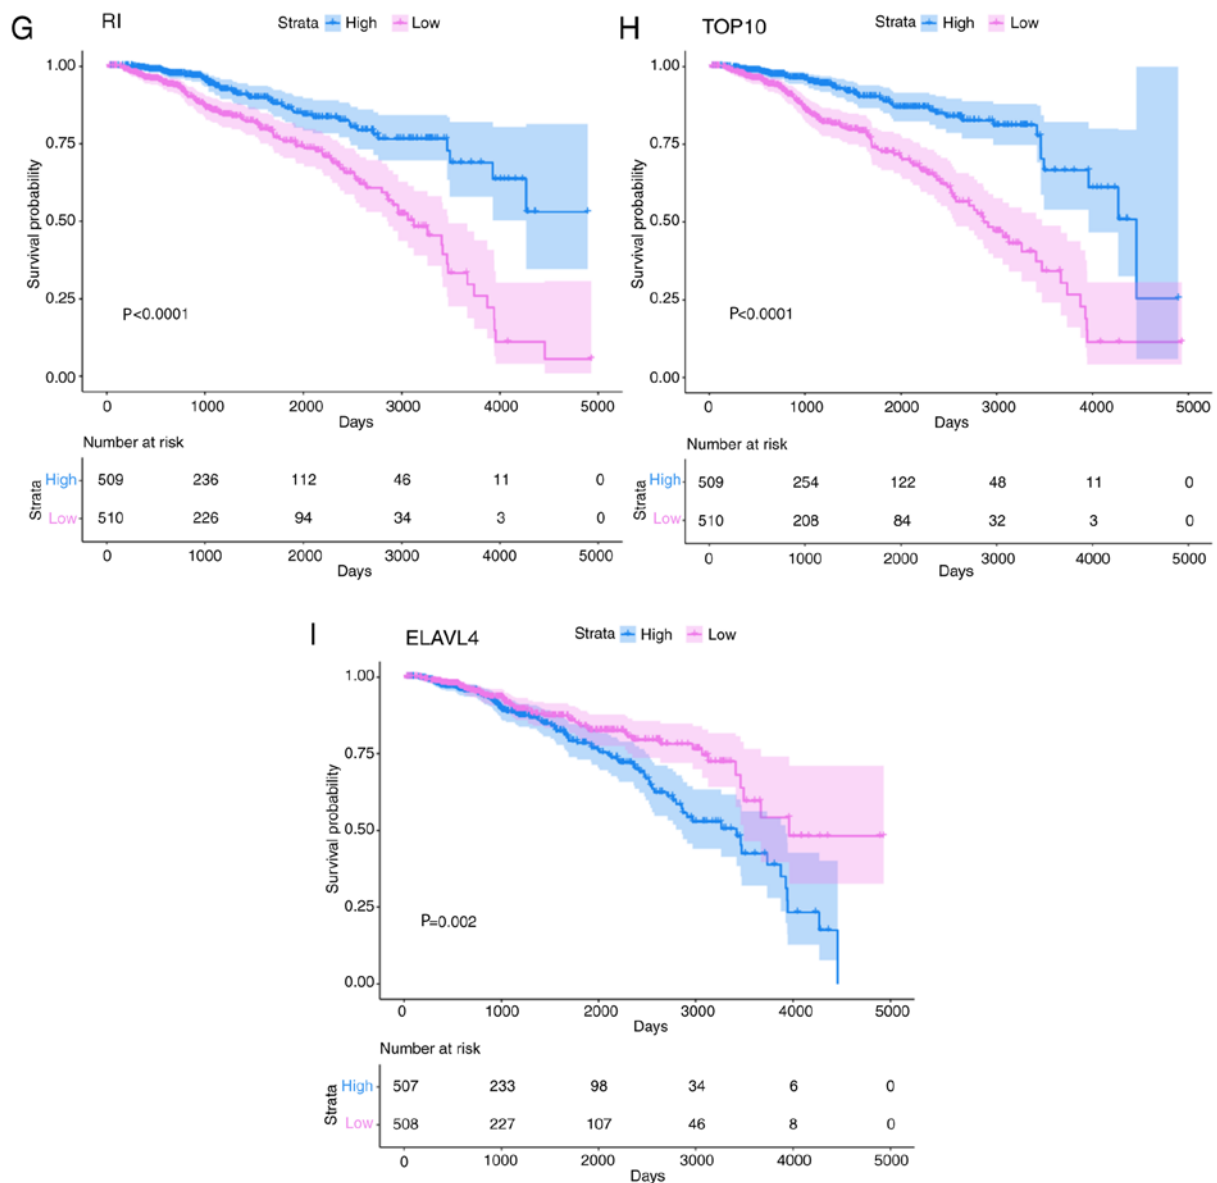 G RI Strata High Low
1.00
0.75
0.50
0.25
0.00
Survival probability
P<0.0001
0 1000 2000 3000 4000 5000
Days
Number at risk
Strata
High 509 236 112 46 11 0
Low 510 226 94 34 3 0
0 1000 2000 3000 4000 5000
Days
H TOP10 Strata High Low
1.00
0.75
0.50
0.25
0.00
Survival probability
P<0.0001
0 1000 2000 3000 4000 5000
Days
Number at risk
Strata
High 509 254 122 48 11 0
Low 510 208 84 32 3 0
0 1000 2000 3000 4000 5000
Days
I ELAVL4 Strata High Low
1.00
0.75
0.50
0.25
0.00
Survival probability
P=0.002
0 1000 2000 3000 4000 5000
Days
Number at risk
Strata
High 507 233 98 34 6 0
Low 508 227 107 46 8 0
0 1000 2000 3000 4000 5000
Days